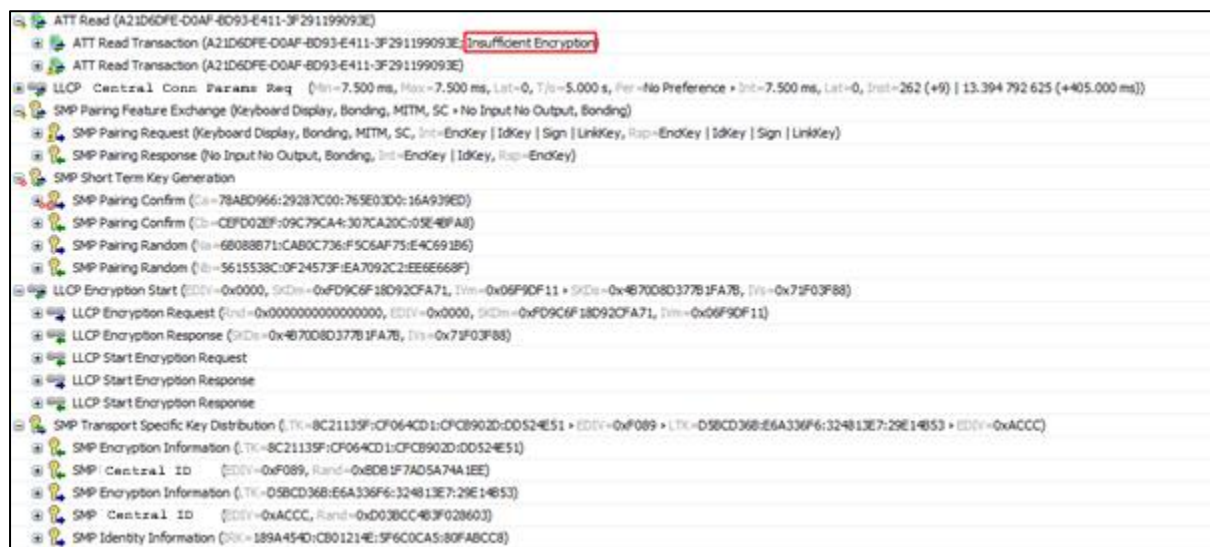 ATT Read (A21D6DFE-D0AF-BD93-E411-3F291199093E)
ATT Read Transaction (A21D6DFE-D0AF-BD93-E411-3F291199093E; Insufficient Encryption)
ATT Read Transaction (A21D6DFE-D0AF-BD93-E411-3F291199093E)
LLCP Central Conn Params Req (Min=7.500 ms, Max=7.500 ms, Lat=0, T/o=5.000 s, Per=No Preference > Int=7.500 ms, Lat=0, Inst=262 (+9) | 13.394 792 625 (+405.000 ms))
SMP Pairing Feature Exchange (Keyboard Display, Bonding, MITM, SC > No Input No Output, Bonding)
SMP Pairing Request (Keyboard Display, Bonding, MITM, SC, Int=EncKey | IdKey | Sign | LinkKey, Rsp=EncKey | IdKey | Sign | LinkKey)
SMP Pairing Response (No Input No Output, Bonding, Int=EncKey | IdKey, Rsp=EncKey)
SMP Short Term Key Generation
SMP Pairing Confirm (Ca=78ABD966:29287C00:765E03D0:16A939ED)
SMP Pairing Confirm (Cb=CEFD02EF:09C79CA4:307CA20C:05E4BFA8)
SMP Pairing Random (Na=6B088B71:CAB0C736:F5C6AF75:E4C691B6)
SMP Pairing Random (Nb=5615538C:0F24573F:EA7092C2:EE6E668F)
LLCP Encryption Start (EDIV=0x0000, SKDm=0xFD9C6F18D92CFA71, IVm=0x06F9DF11 > SKDs=0x4B70D8D377B1FA7B, IVs=0x71F03F88)
LLCP Encryption Request (Rnd=0x0000000000000000, EDIV=0x0000, SKDm=0xFD9C6F18D92CFA71, IVm=0x06F9DF11)
LLCP Encryption Response (SKDs=0x4B70D8D377B1FA7B, IVs=0x71F03F88)
LLCP Start Encryption Request
LLCP Start Encryption Response
LLCP Start Encryption Response
SMP Transport Specific Key Distribution (LTK=8C21135F:CF064CD1:CFCB902D:DD524E51 > EDIV=0xF089 > LTK=D5BCD36B:E6A336F6:324813E7:29E14B53 > EDIV=0xACCC)
SMP Encryption Information (LTK=8C21135F:CF064CD1:CFCB902D:DD524E51)
SMP Central ID (EDIV=0xF089, Rand=0xBDB1F7AD5A74A1EE)
SMP Encryption Information (LTK=D5BCD36B:E6A336F6:324813E7:29E14B53)
SMP Central ID (EDIV=0xACCC, Rand=0xD03BCC4B3F028603)
SMP Identity Information (IRK=189A454D:CB01214E:5F6C0CA5:80FABCC8)